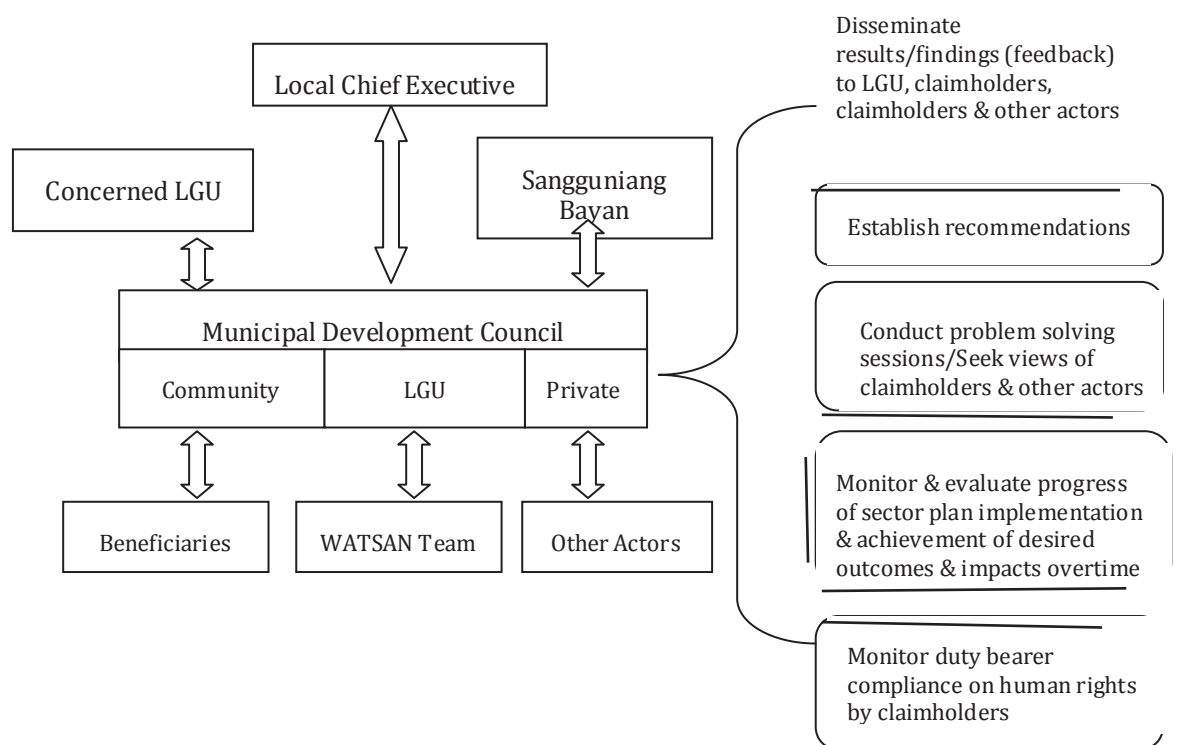 Local Chief Executive
Concerned LGU
Sangguniang
Bayan
Municipal Development Council
Community
LGU
Private
Beneficiaries
WATSAN Team
Other Actors
Disseminate
results/findings (feedback)
to LGU, claimholders,
claimholders & other actors
Establish recommendations
Conduct problem solving
sessions/Seek views of
claimholders & other actors
Monitor & evaluate progress
of sector plan implementation
& achievement of desired
outcomes & impacts overtime
Monitor duty bearer
compliance on human rights
by claimholders